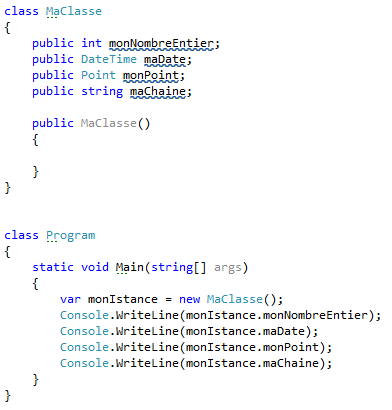 class MaClasse
{
    public int monNombreEntier;
    public DateTime maDate;
    public Point monPoint;
    public string maChaine;

    public MaClasse()
    {

    }
}

class Program
{
    static void Main(string[] args)
    {
        var monIstance = new MaClasse();
        Console.WriteLine(monIstance.monNombreEntier);
        Console.WriteLine(monIstance.maDate);
        Console.WriteLine(monIstance.monPoint);
        Console.WriteLine(monIstance.maChaine);
    }
}